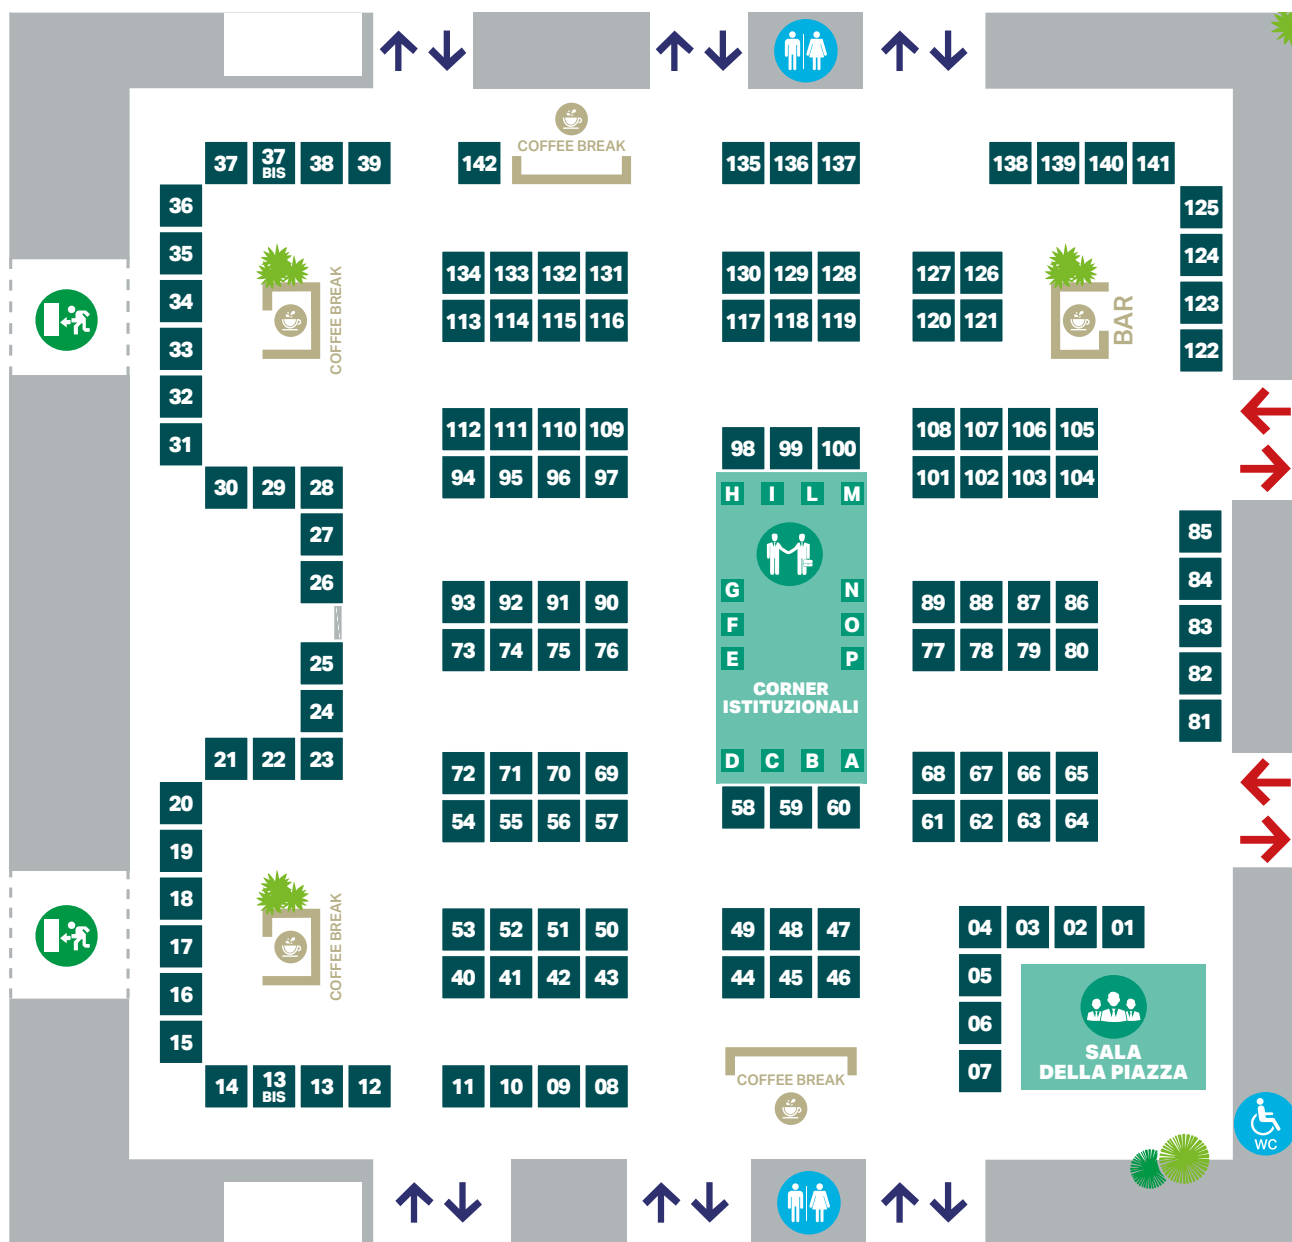 COFFEE BREAK
37 37 BIS 38 39 142 135 136 137 138 139 140 141
36 125
35 134 133 132 131 130 129 128 127 126 124
34 113 114 115 116 117 118 119 120 121 123
COFFEE BREAK
BAR
33 122
32
31 112 111 110 109 98 99 100 108 107 106 105
30 29 28 94 95 96 97 101 102 103 104
H I L M
27 85
26 84
G N
93 92 91 90 89 88 87 86
F O 83
73 74 75 76 77 78 79 80
25 E P 82
CORNER
ISTITUZIONALI
24 81
21 22 23 D C B A
72 71 70 69 68 67 66 65
20 58 59 60
54 55 56 57 61 62 63 64
19
18
17 53 52 51 50 49 48 47 04 03 02 01
COFFEE BREAK
16 40 41 42 43 44 45 46 05
15 06
SALA
DELLA PIAZZA
07
COFFEE BREAK
14 13 BIS 13 12 11 10 09 08
WC